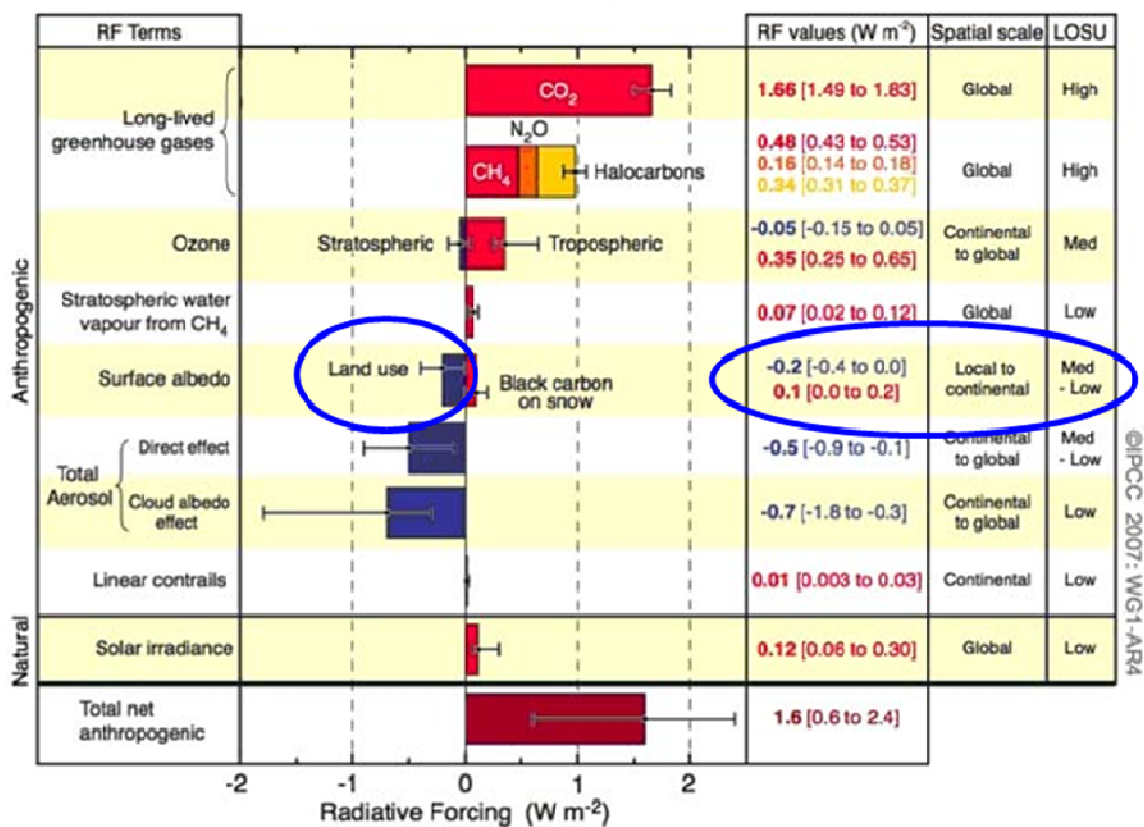 RF Terms
RF values (W m-2)
Spatial scale
LOSU
Anthropogenic
Long-lived
greenhouse gases
CO2
1.66 [1.49 to 1.83]
Global
High
N2O
CH4
Halocarbons
0.48 [0.43 to 0.53]
0.16 [0.14 to 0.18]
0.34 [0.31 to 0.37]
Global
High
Ozone
Stratospheric
Tropospheric
-0.05 [-0.15 to 0.05]
0.35 [0.25 to 0.65]
Continental
to global
Med
Stratospheric water
vapour from CH4
0.07 [0.02 to 0.12]
Global
Low
Surface albedo
Land use
Black carbon
on snow
-0.2 [-0.4 to 0.0]
0.1 [0.0 to 0.2]
Local to
continental
Med
- Low
Total
Aerosol
Direct effect
-0.5 [-0.9 to -0.1]
Continental
to global
Med
- Low
Cloud albedo
effect
-0.7 [-1.8 to -0.3]
Continental
to global
Low
Linear contrails
0.01 [0.003 to 0.03]
Continental
Low
Natural
Solar irradiance
0.12 [0.06 to 0.30]
Global
Low
Total net
anthropogenic
1.6 [0.6 to 2.4]
-2 -1 0 1 2
Radiative Forcing (W m-2)
©IPCC 2007: WG1-AR4